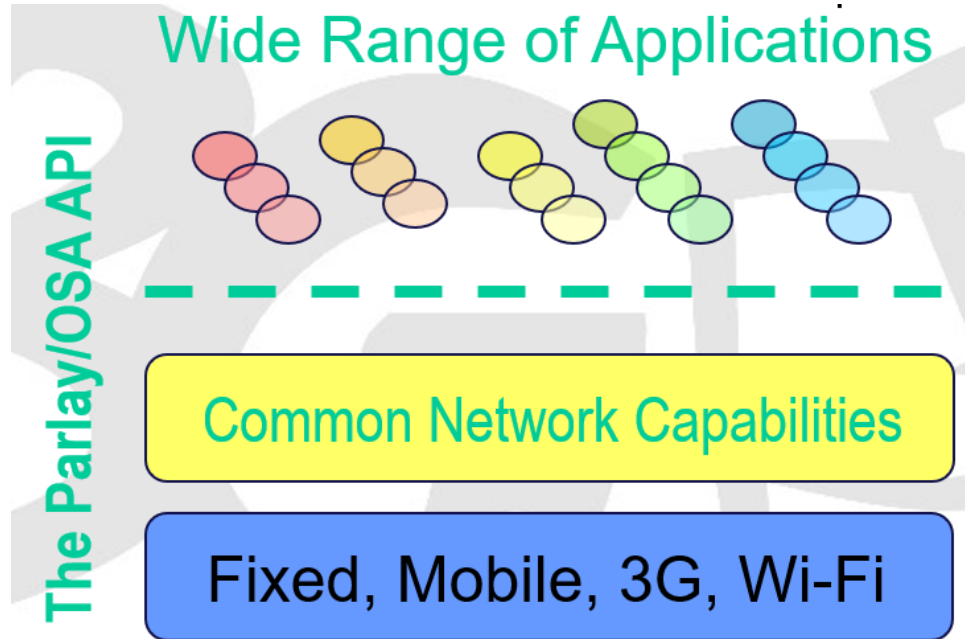 Wide Range of Applications
The Parlay/OSA API
Common Network Capabilities
Fixed, Mobile, 3G, Wi-Fi